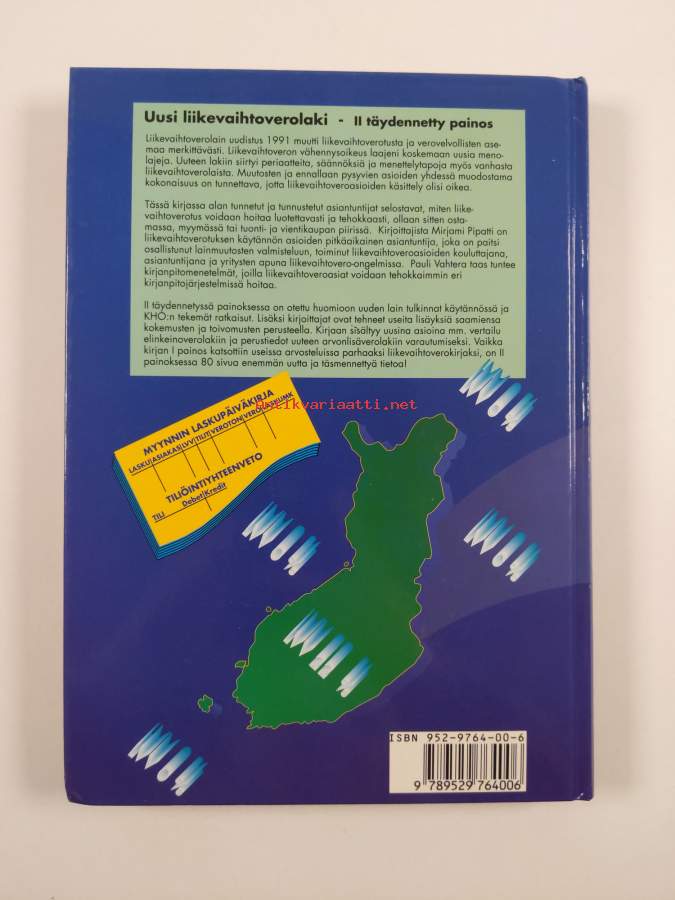 Uusi liikevaihtoverolaki - II täydennetty painos
Liikevaihtoverolain uudistus 1991 muutti liikevaihtoverotusta ja verovelvollisten ase-
maa merkittävästi. Liikevaihtoveron vähennysoikeus laajeni koskemaan uusia meno-
lajeja. Uuteen lakiin siirtyi periaatteita, säännöksiä ja menettelytapoja myös vanhasta
liikevaihtoverolaista. Muutosten ja ennallaan pysyvien asioiden yhdessä muodostama
kokonaisuus on tunnettava, jotta liikevaihtoveroasioiden käsittely olisi oikea.
Tässä kirjassa alan tunnetut ja tunnustetut asiantuntijat selostavat, miten liike-
vaihtoverotus voidaan hoitaa luotettavasti ja tehokkaasti, ollaan sitten osta-
massa, myymässä tai tuonti- ja vientikaupan piirissä. Kirjoittajista Mirjami Pipatti on
liikevaihtoverotuksen käytännön asioiden pitkäaikainen asiantuntija, joka on paitsi
osallistunut lainmuutosten valmisteluun, toiminut liikevaihtoveroasioiden kouluttajana,
asiantuntijana ja yritysten apuna liikevaihtovero-ongelmissa. Pauli Vahtera taas tuntee
kirjanpitomenetelmät, joilla liikevaihtoveroasiat voidaan tehokkaimmin eri
kirjanpitojärjestelmissä hoitaa.
II täydennetyssä painoksessa on otettu huomioon uuden lain tulkinnat käytännössä ja
KHO:n tekemät ratkaisut. Lisäksi kirjoittajat ovat tehneet useita lisäyksiä saamiensa
kokemusten ja toivomusten perusteella. Kirjaan sisältyy uusina asioina mm. vertailu
elinkeinoverolakiin ja perustiedot uuteen arvonlisäverolakiin varautumiseksi. Vaikka
kirjan I painos katsottiin useissa arvosteluissa parhaaksi liikevaihtoverokirjaksi, on II
painoksessa 80 sivua enemmän uutta ja täsmennettyä tietoa!
Antikvariaatti.net
MYYNNIN LASKUPÄIVÄKIRJA
LASKU ASIAKAS LVV TILIT VEROTON VEROLLISET UMK
TILIÖINTIYHTEENVETO
TILI Debet Kredit
ISBN 952-9764-00-6
9 789529 764006